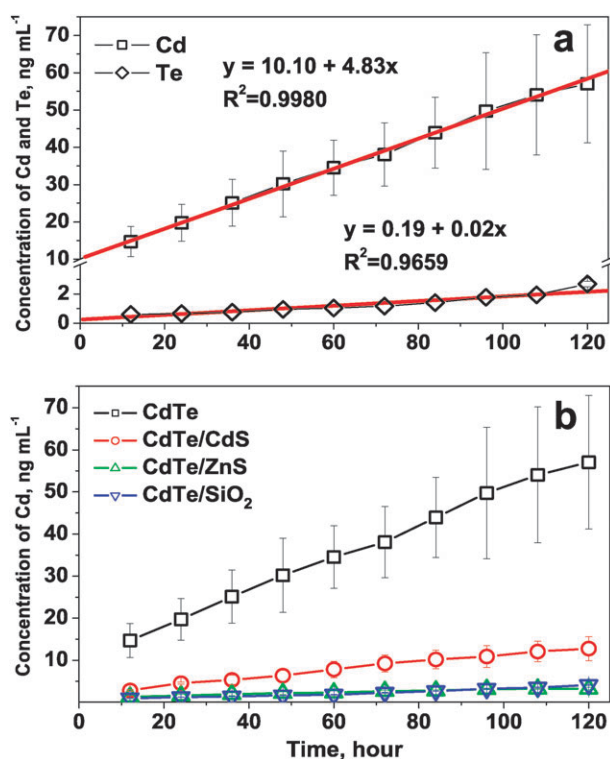 Concentration of Cd and Te, ng mL⁻¹
70
60
50
40
30
20
10
2
1
0
Cd
Te
a
y = 10.10 + 4.83x
R²=0.9980
y = 0.19 + 0.02x
R²=0.9659
0 20 40 60 80 100 120
Concentration of Cd, ng mL⁻¹
70
60
50
40
30
20
10
CdTe
CdTe/CdS
CdTe/ZnS
CdTe/SiO₂
b
0 20 40 60 80 100 120
Time, hour